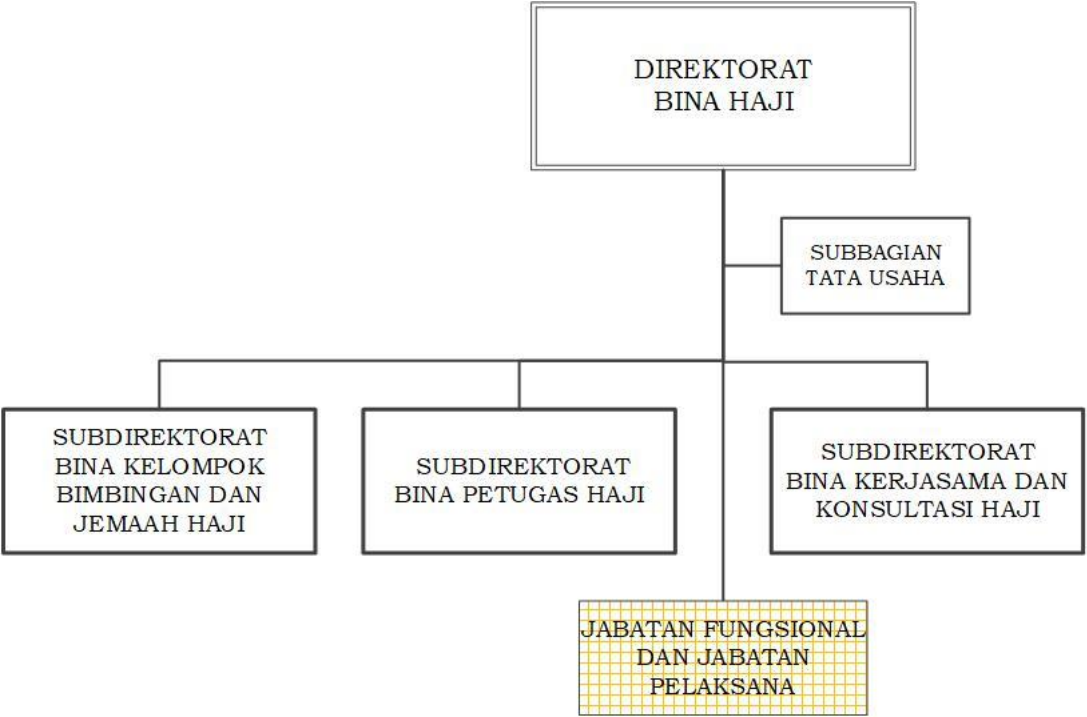 DIREKTORAT
BINA HAJI
SUBBAGIAN
TATA USAHA
SUBDIREKTORAT
BINA KELOMPOK
BIMBINGAN DAN
JEMAAH HAJI
SUBDIREKTORAT
BINA PETUGAS HAJI
SUBDIREKTORAT
BINA KERJASAMA DAN
KONSULTASI HAJI
JABATAN FUNGSIONAL
DAN JABATAN
PELAKSANA